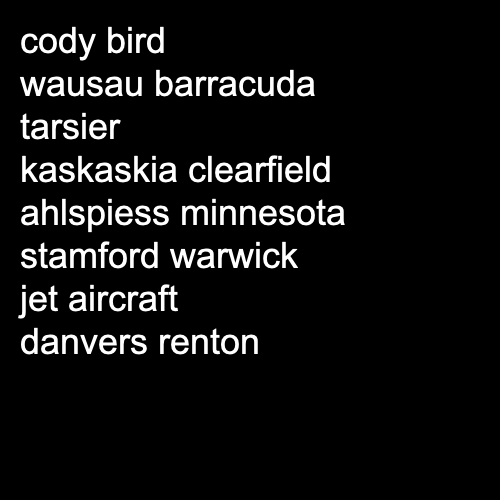 cody bird
wausau barracuda
tarsier
kaskaskia clearfield
ahlspiess minnesota
stamford warwick
jet aircraft
danvers renton